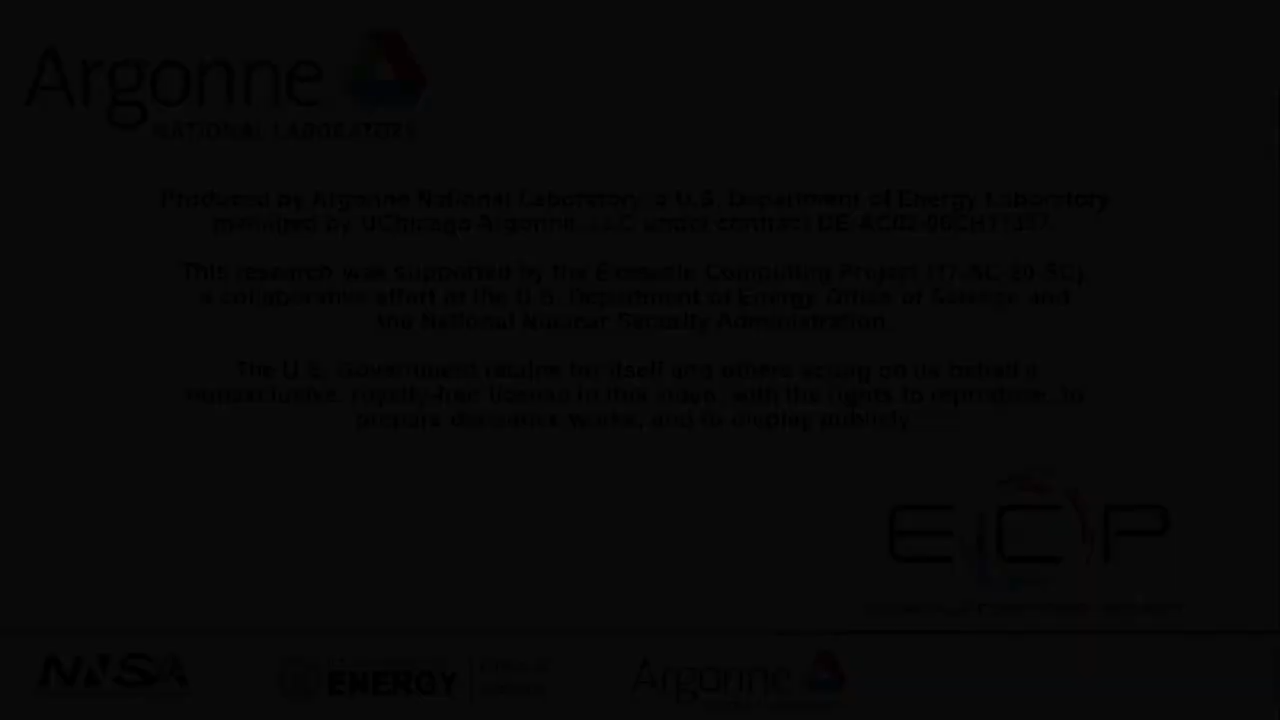 Argonne
NATIONAL LABORATORY
Produced by Argonne National Laboratory, a U.S. Department of Energy Laboratory
managed by UChicago Argonne, LLC under contract
This research was supported by the Exascale Computing Project (17-SC-20-SC),
a collaborative effort of the U.S. Department of Energy Office of Science and
the National Nuclear Security Administration.
The U.S. Government retains for itself and others acting on its behalf a
nonexclusive, royalty-free license in this video, with the rights to reproduce, to
prepare derivative works, and to display publicly.
ECP
NNSA
ENERGY
Argonne